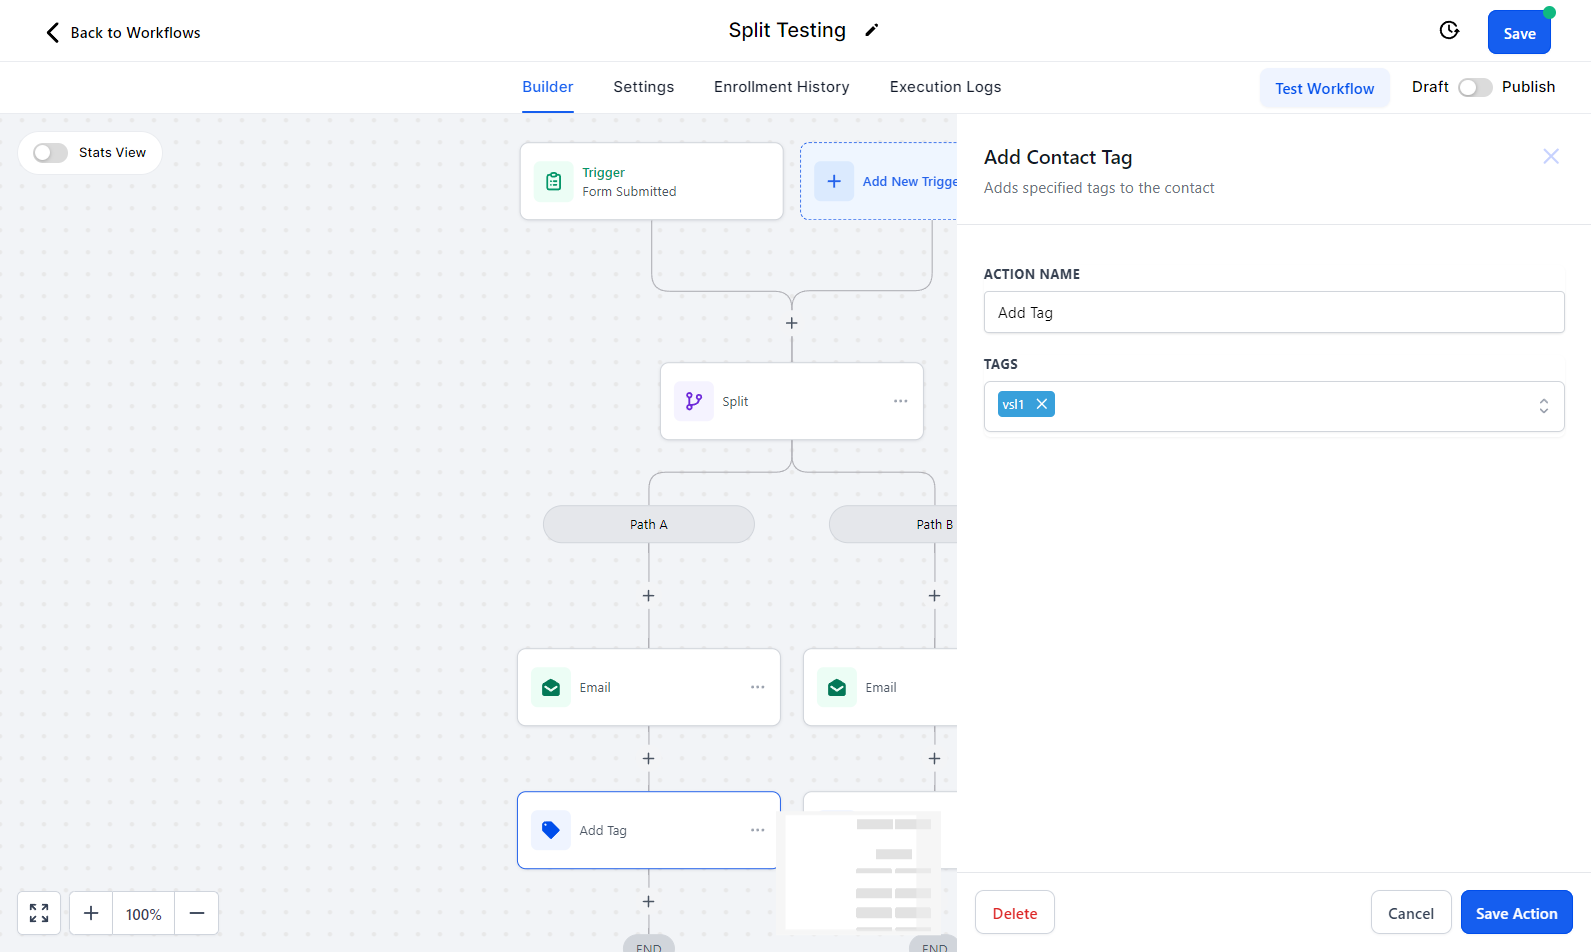 Back to Workflows
Split Testing
Save
Builder
Settings
Enrollment History
Execution Logs
Test Workflow
Draft
Publish
Stats View
Trigger
Form Submitted
Add New Trigge
Split
Path A
Path B
Email
Email
Add Tag
END
END
100%
Add Contact Tag
Adds specified tags to the contact
ACTION NAME
Add Tag
TAGS
vsl1
Delete
Cancel
Save Action